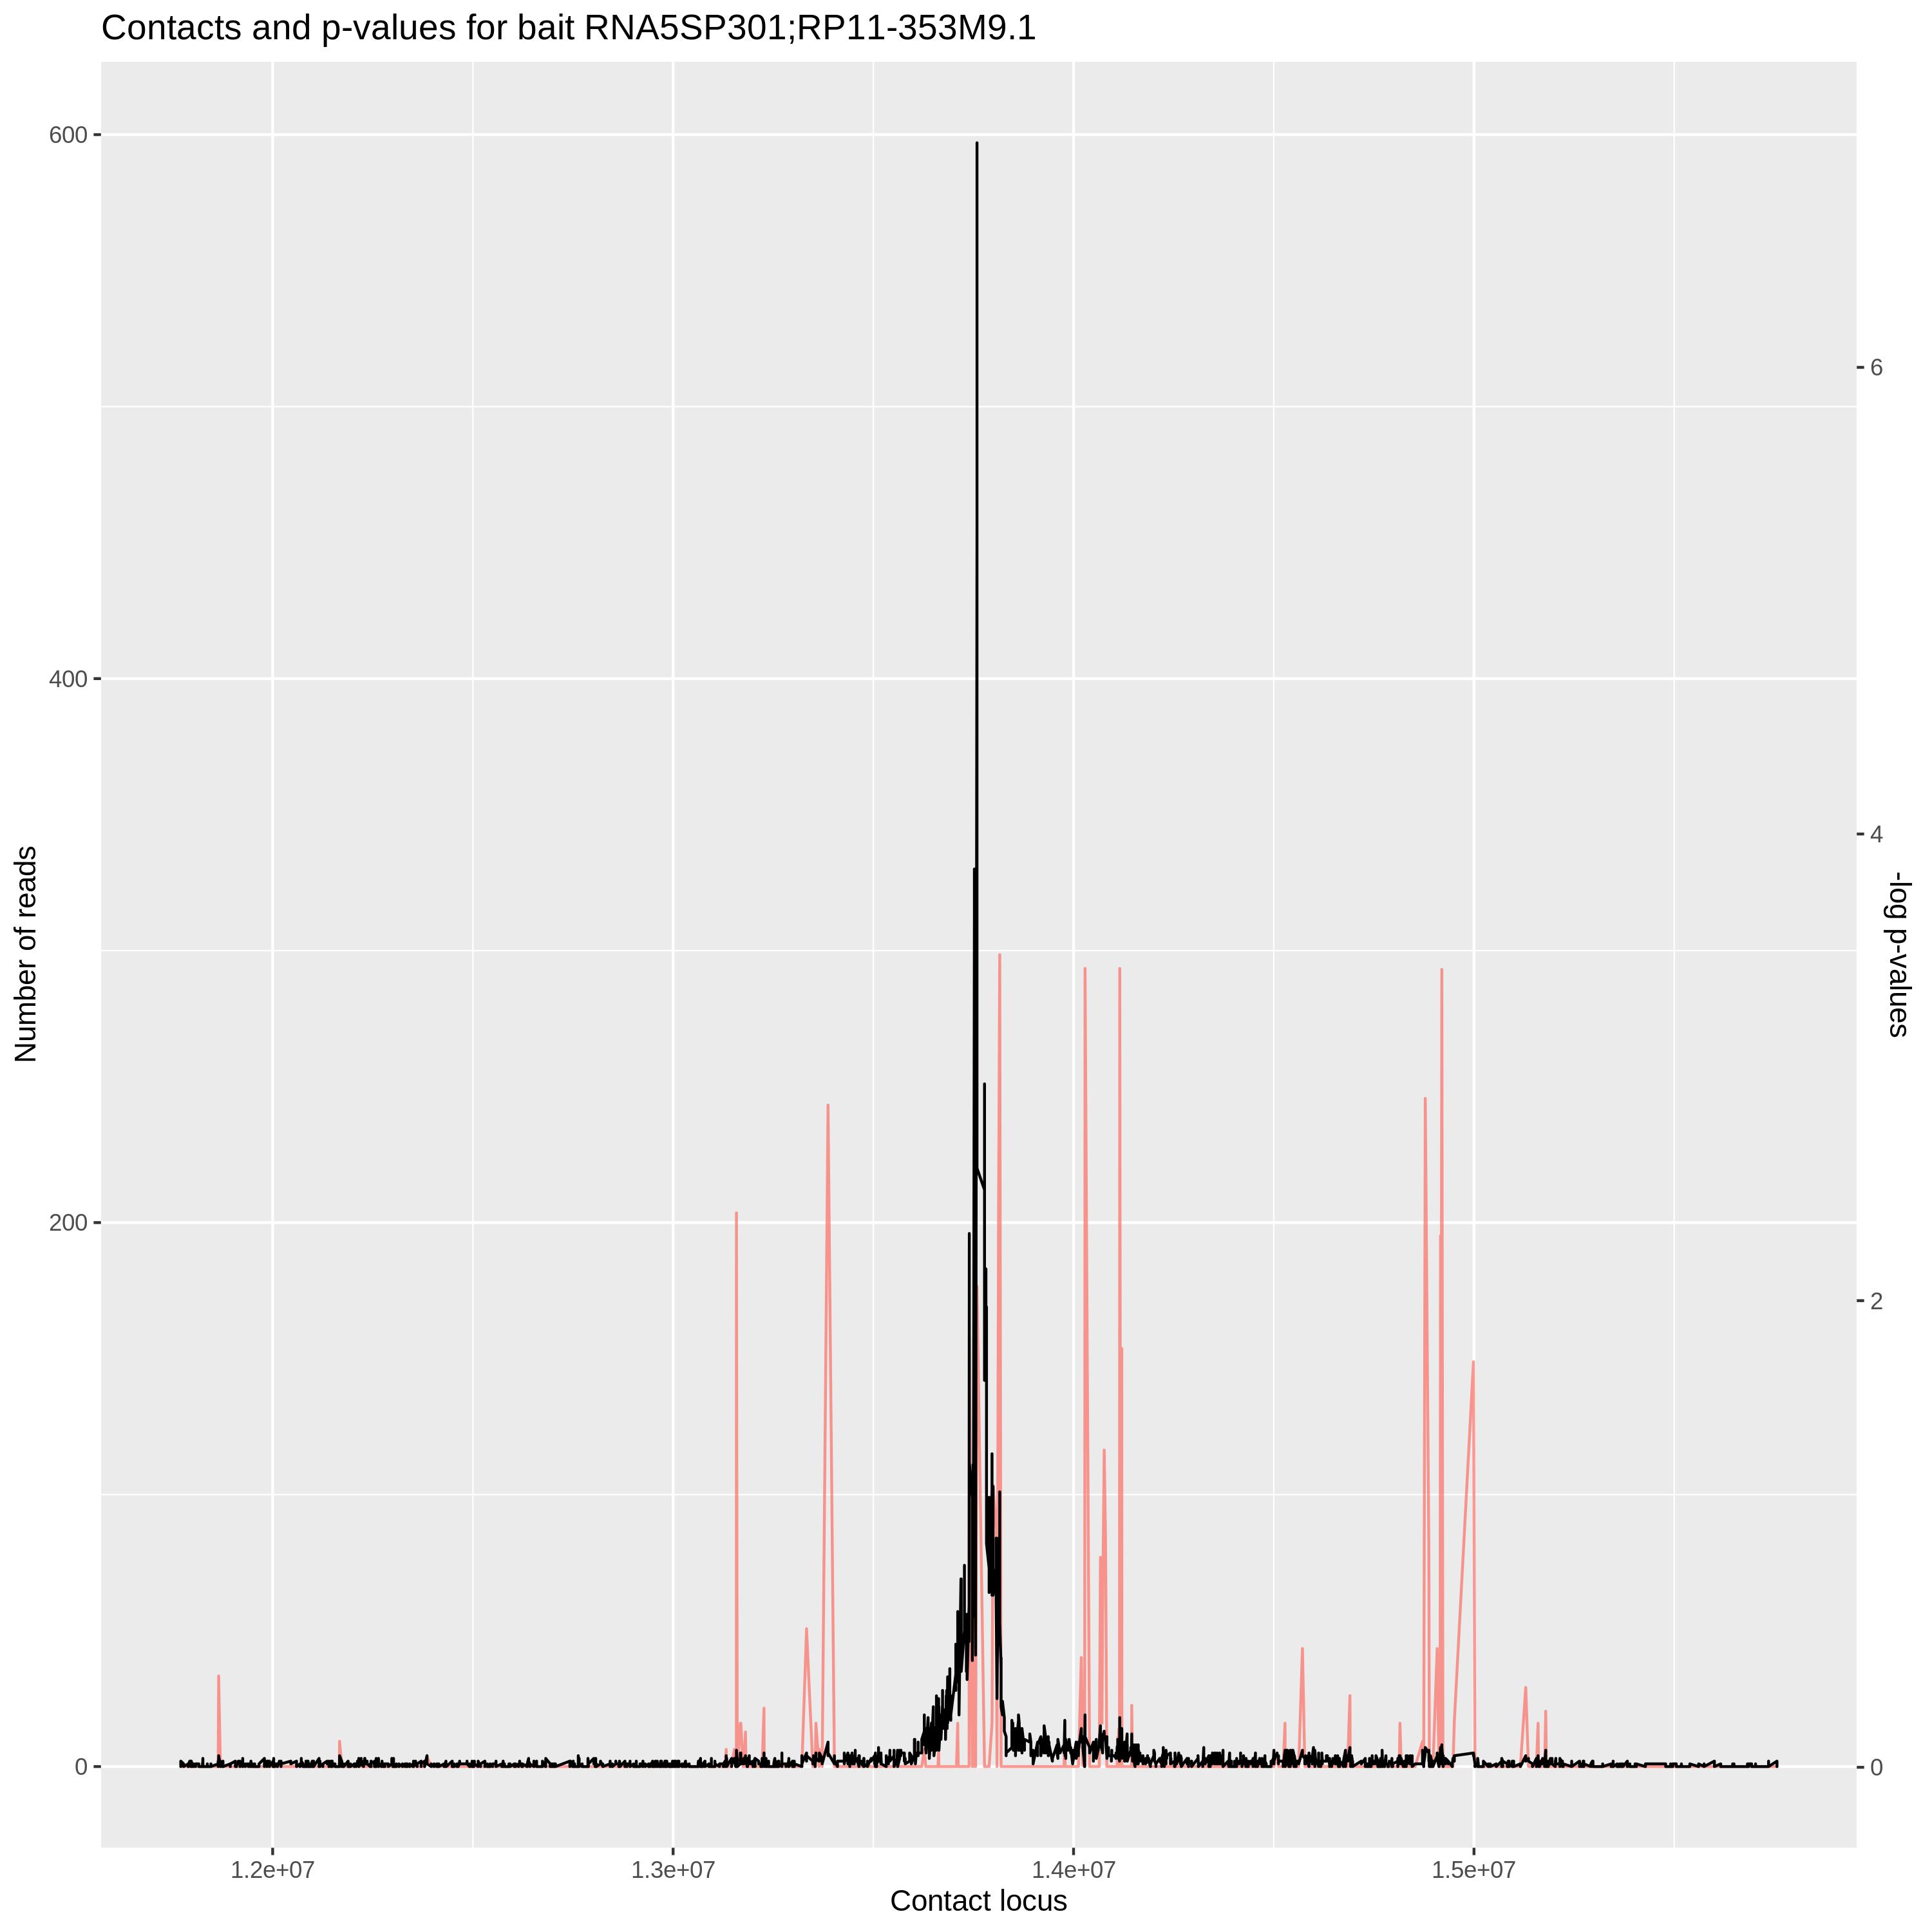 Contacts and p-values for bait RNA5SP301;RP11-353M9.1
600
400
200
0
Number of reads
6
4
2
0
-log p-values
1.2e+07
1.3e+07
1.4e+07
1.5e+07
Contact locus